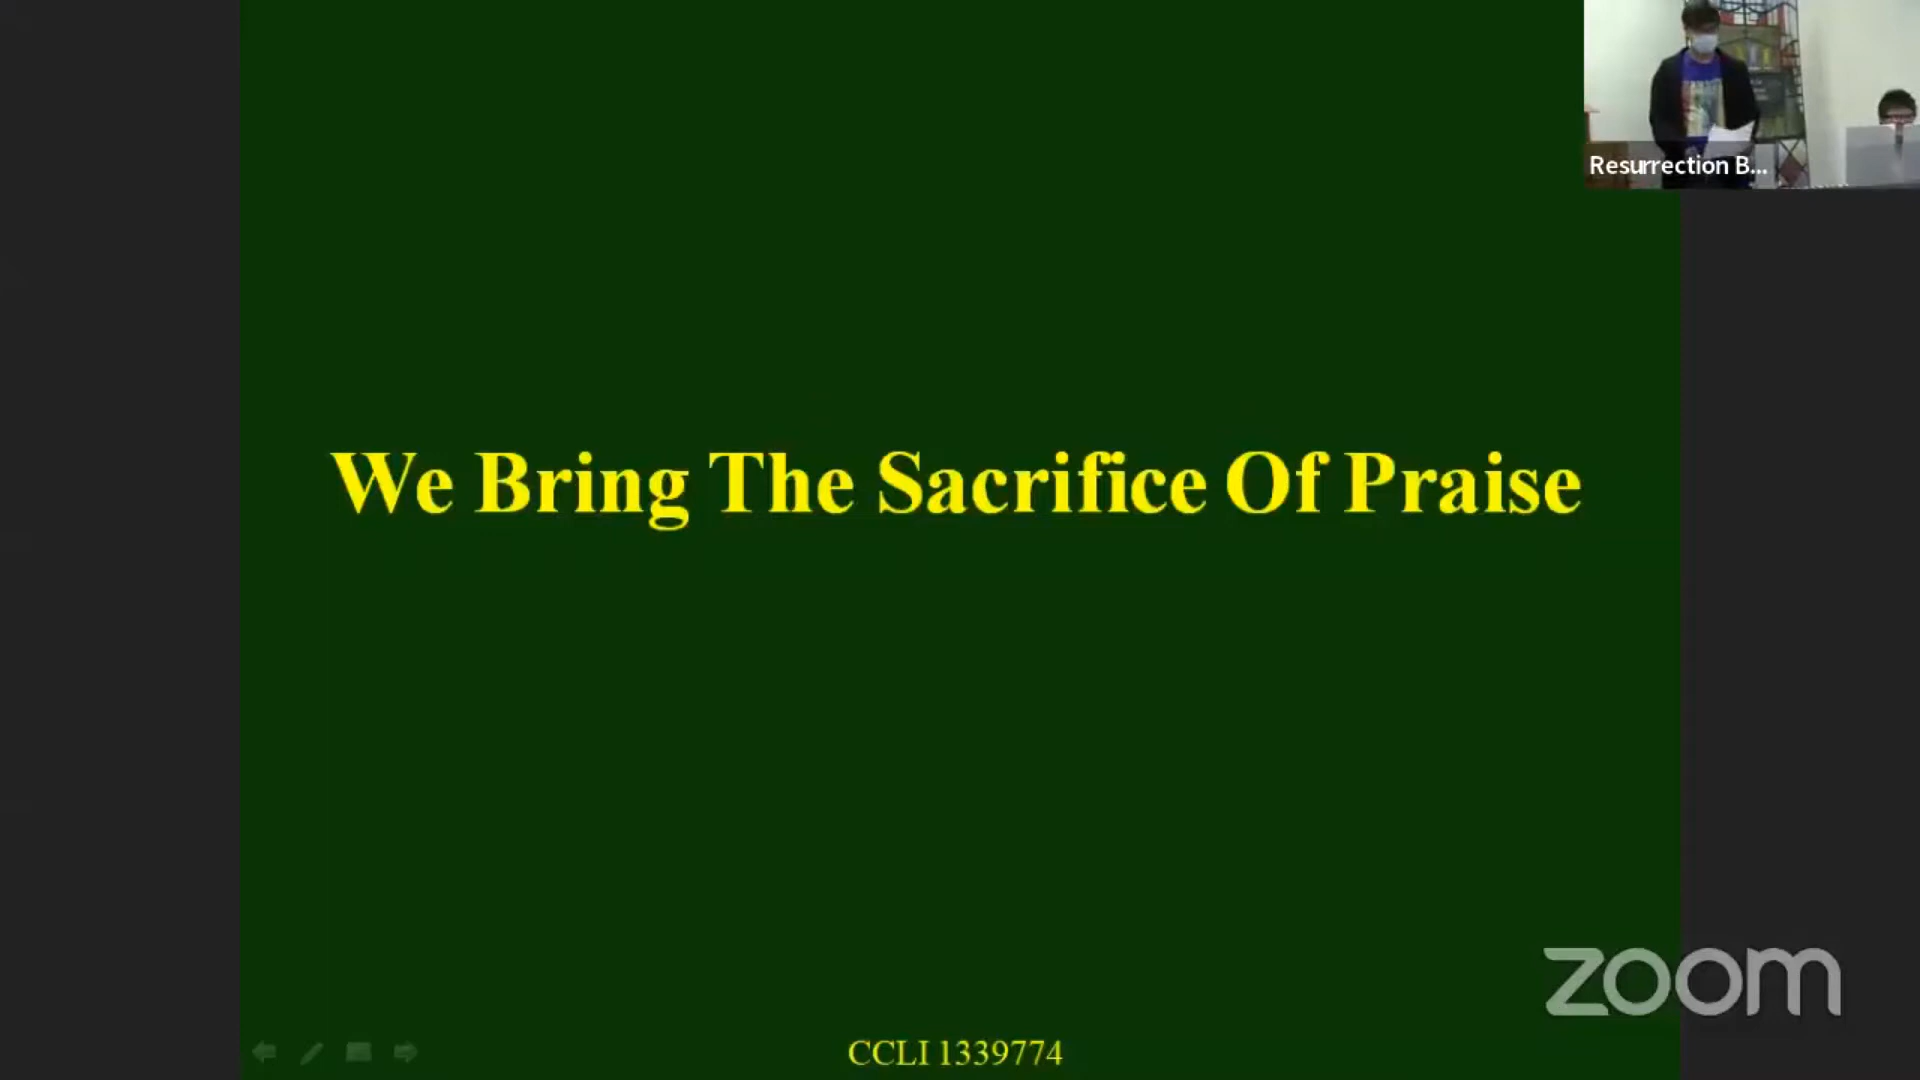 Resurrection B...
We Bring The Sacrifice Of Praise
zoom
CCLI 1339774